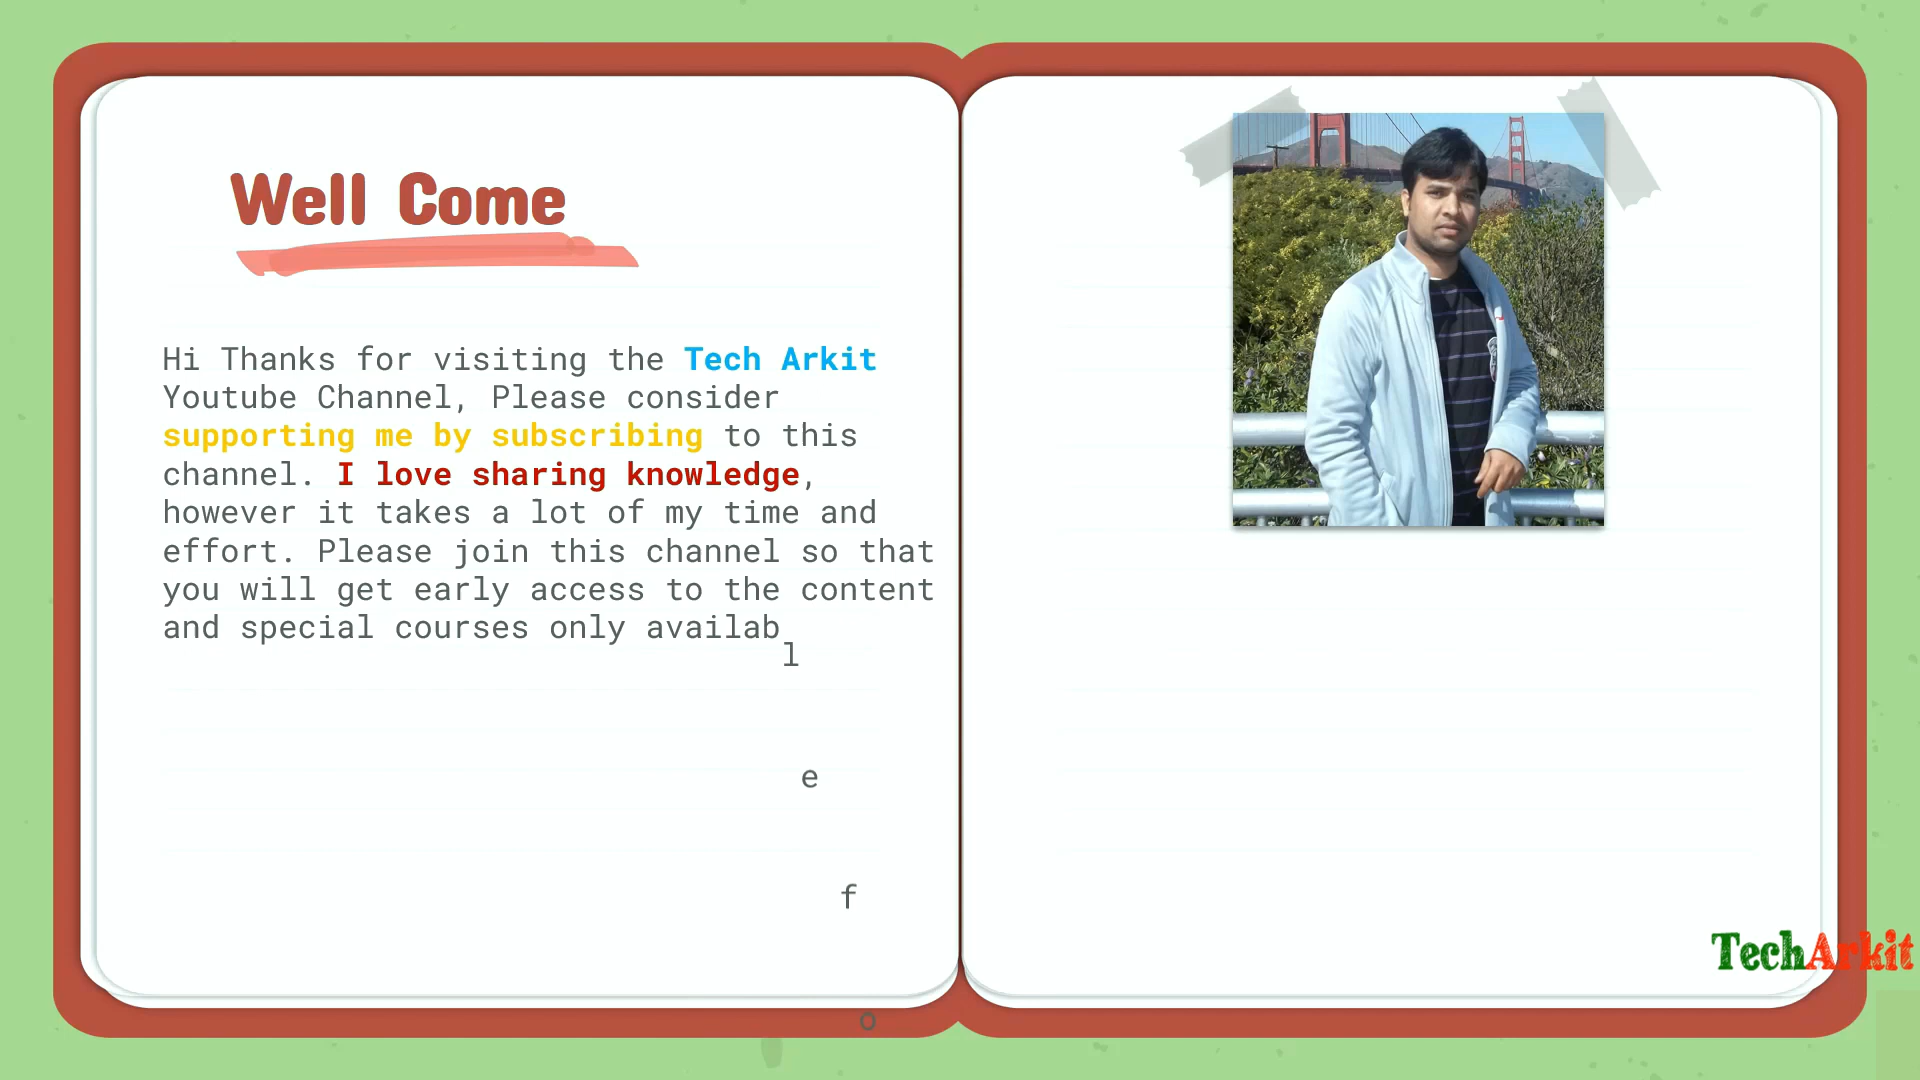 Well Come
Hi Thanks for visiting the Tech Arkit
Youtube Channel, Please consider
supporting me by subscribing to this
channel. I love sharing knowledge,
however it takes a lot of my time and
effort. Please join this channel so that
you will get early access to the content
and special courses only availab
l
e
f
o
TechArkit